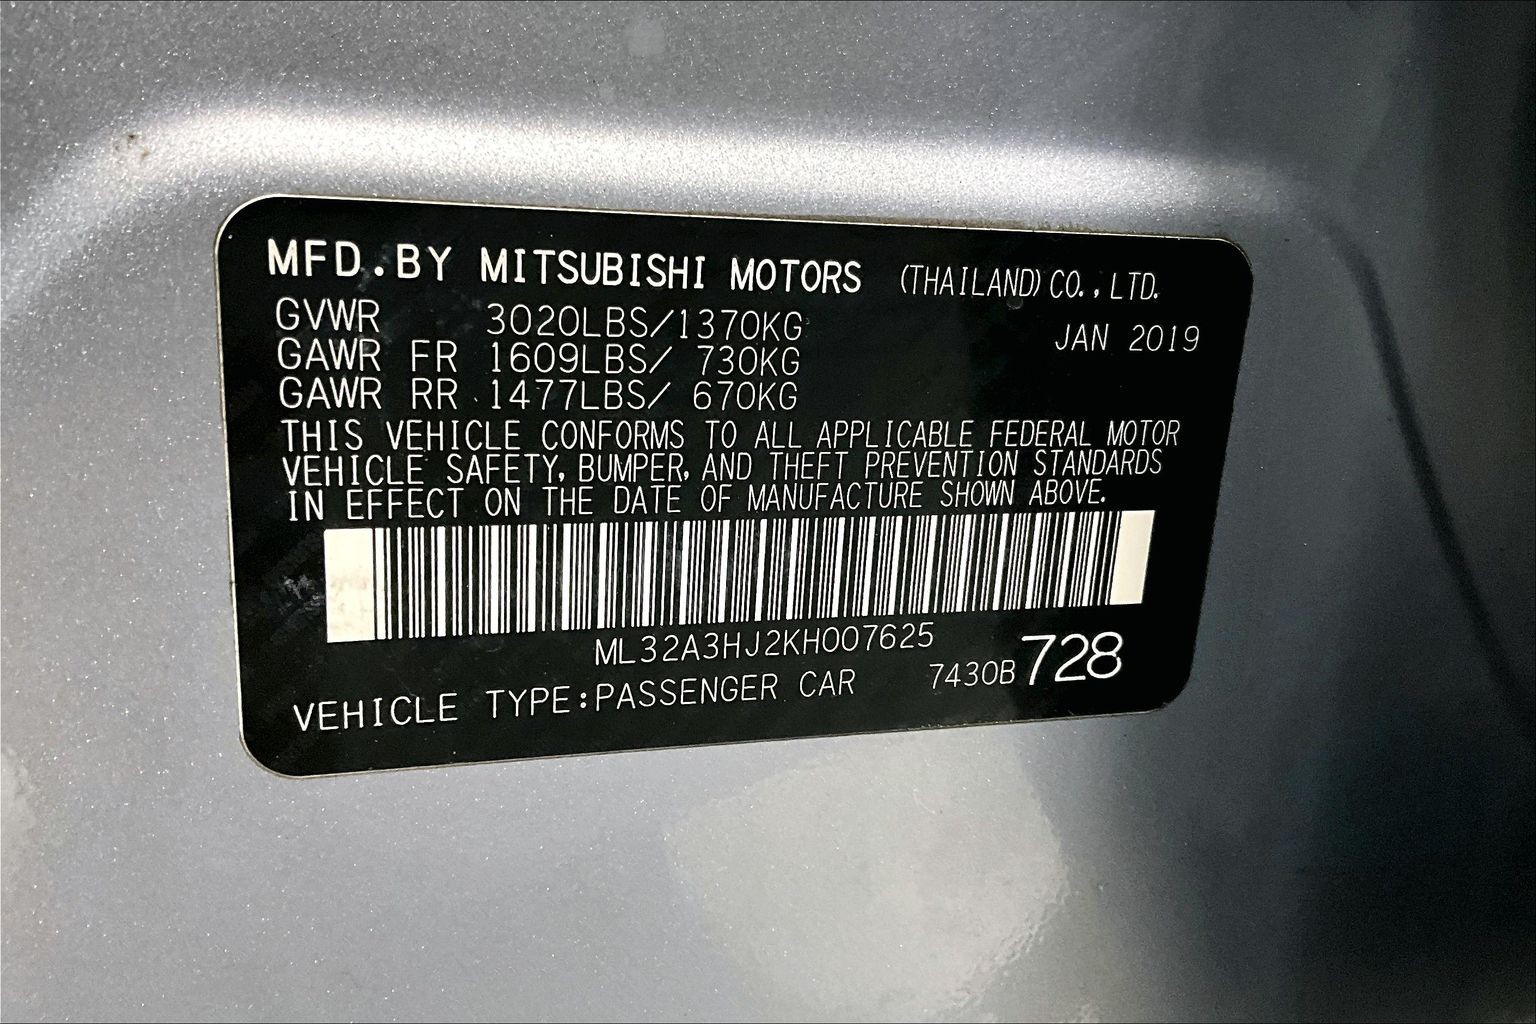 MFD.BY MITSUBISHI MOTORS (THAILAND) CO.,LTD.
GVWR 3020LBS/1370KG JAN 2019
GAWR FR 1609LBS/ 730KG
GAWR RR 1477LBS/ 670KG
THIS VEHICLE CONFORMS TO ALL APPLICABLE FEDERAL MOTOR
VEHICLE SAFETY, BUMPER, AND THEFT PREVENTION STANDARDS
IN EFFECT ON THE DATE OF MANUFACTURE SHOWN ABOVE.
ML32A3HJ2KH007625
VEHICLE TYPE:PASSENGER CAR 7430B 728